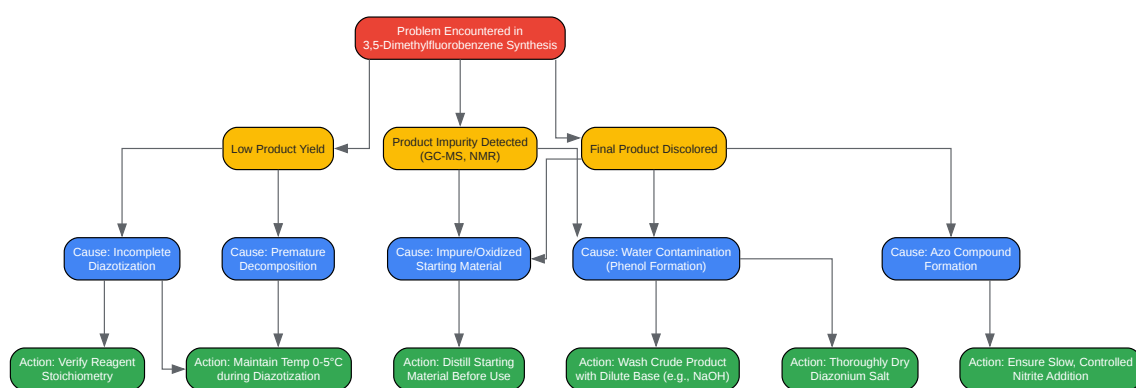 Problem Encountered in
3,5-Dimethylfluorobenzene Synthesis
Low Product Yield
Product Impurity Detected
(GC-MS, NMR)
Final Product Discolored
Cause: Incomplete
Diazotization
Cause: Premature
Decomposition
Cause: Impure/Oxidized
Starting Material
Cause: Water Contamination
(Phenol Formation)
Cause: Azo Compound
Formation
Action: Verify Reagent
Stoichiometry
Action: Maintain Temp 0-5°C
during Diazotization
Action: Distill Starting
Material Before Use
Action: Wash Crude Product
with Dilute Base (e.g., NaOH)
Action: Thoroughly Dry
Diazonium Salt
Action: Ensure Slow, Controlled
Nitrite Addition